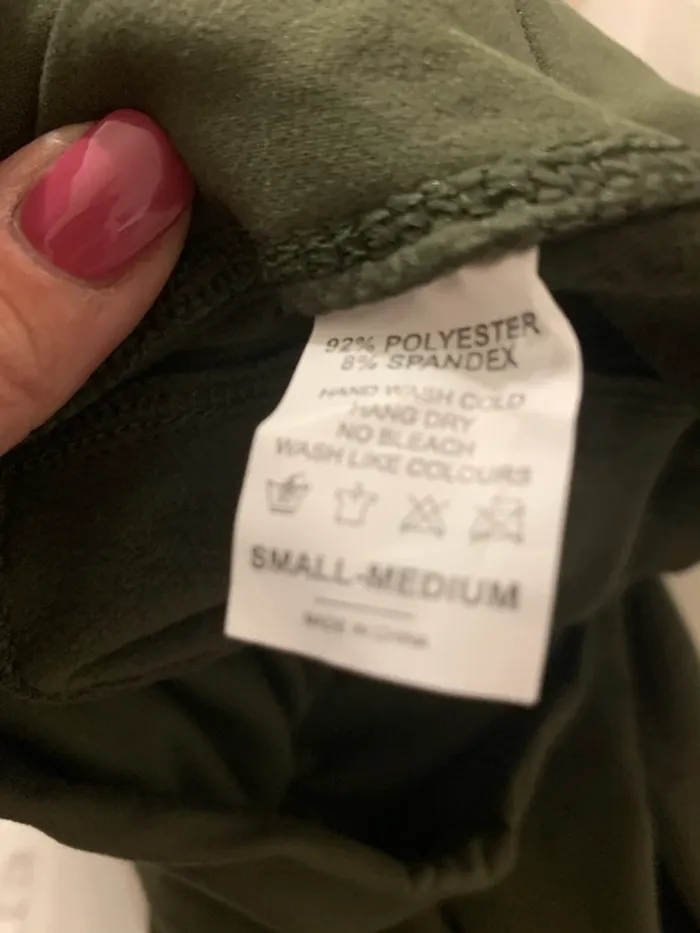 92% POLYESTER
8% SPANDEX
HAND WASH COLD
HANG DRY
NO BLEACH
WASH LIKE COLOURS
SMALL-MEDIUM
MADE IN CHINA